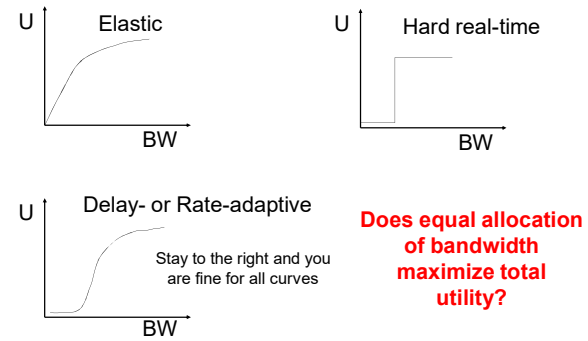 U
Elastic
BW
U
Hard real-time
BW
U
Delay- or Rate-adaptive
Stay to the right and you
are fine for all curves
BW
Does equal allocation
of bandwidth
maximize total
utility?